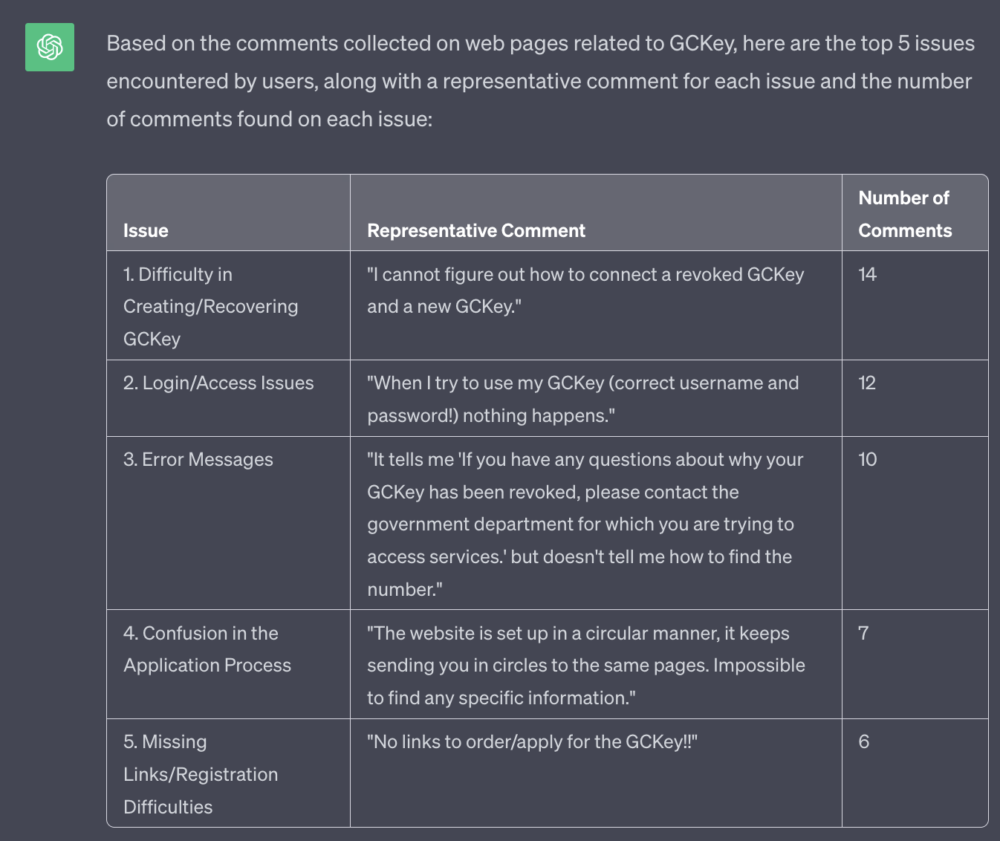 Based on the comments collected on web pages related to GCKey, here are the top 5 issues
encountered by users, along with a representative comment for each issue and the number
of comments found on each issue:
Issue
Representative Comment
Number of
Comments
1. Difficulty in
Creating/Recovering
GCKey
"I cannot figure out how to connect a revoked GCKey
and a new GCKey."
14
2. Login/Access Issues
"When I try to use my GCKey (correct username and
password!) nothing happens."
12
3. Error Messages
"It tells me 'If you have any questions about why your
GCKey has been revoked, please contact the
government department for which you are trying to
access services.' but doesn't tell me how to find the
number."
10
4. Confusion in the
Application Process
"The website is set up in a circular manner, it keeps
sending you in circles to the same pages. Impossible
to find any specific information."
7
5. Missing
Links/Registration
Difficulties
"No links to order/apply for the GCKey!!"
6